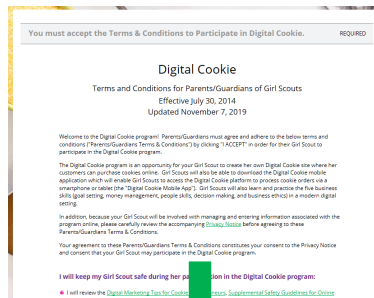 You must accept the Terms & Conditions to Participate in Digital Cookie. REQUIRED
Digital Cookie
Terms and Conditions for Parents/Guardians of Girl Scouts
Effective July 30, 2014
Updated November 7, 2019
Welcome to the Digital Cookie program! Parents/Guardians must agree and adhere to the below terms and
conditions ("Parents/Guardians Terms & Conditions") by clicking "I ACCEPT" in order for their Girl Scout to
participate in the Digital Cookie program.
The Digital Cookie program is an opportunity for your Girl Scout to create her own Digital Cookie site where her
customers can purchase cookies online. Girl Scouts will also be able to download the Digital Cookie mobile
application which will enable Girl Scouts to access the Digital Cookie platform to process cookie orders via a
smartphone or tablet (the "Digital Cookie Mobile App"). Girl Scouts will also learn and practice the five business
skills (goal setting, money management, people skills, decision making, and business ethics) in a modern digital
setting.
In addition, because your Girl Scout will be involved with managing and entering information associated with the
program online, please carefully review the accompanying Privacy Notice before agreeing to these
Parents/Guardians Terms & Conditions.
Your agreement to these Parents/Guardians Terms & Conditions constitutes your consent to the Privacy Notice
and consent that your Girl Scout may participate in the Digital Cookie Program.
I will keep my Girl Scout safe during her pa tion in the Digital Cookie program:
I will review the Digital Marketing Tips for Cookie neurs, Supplemental Safety Guidelines for Online